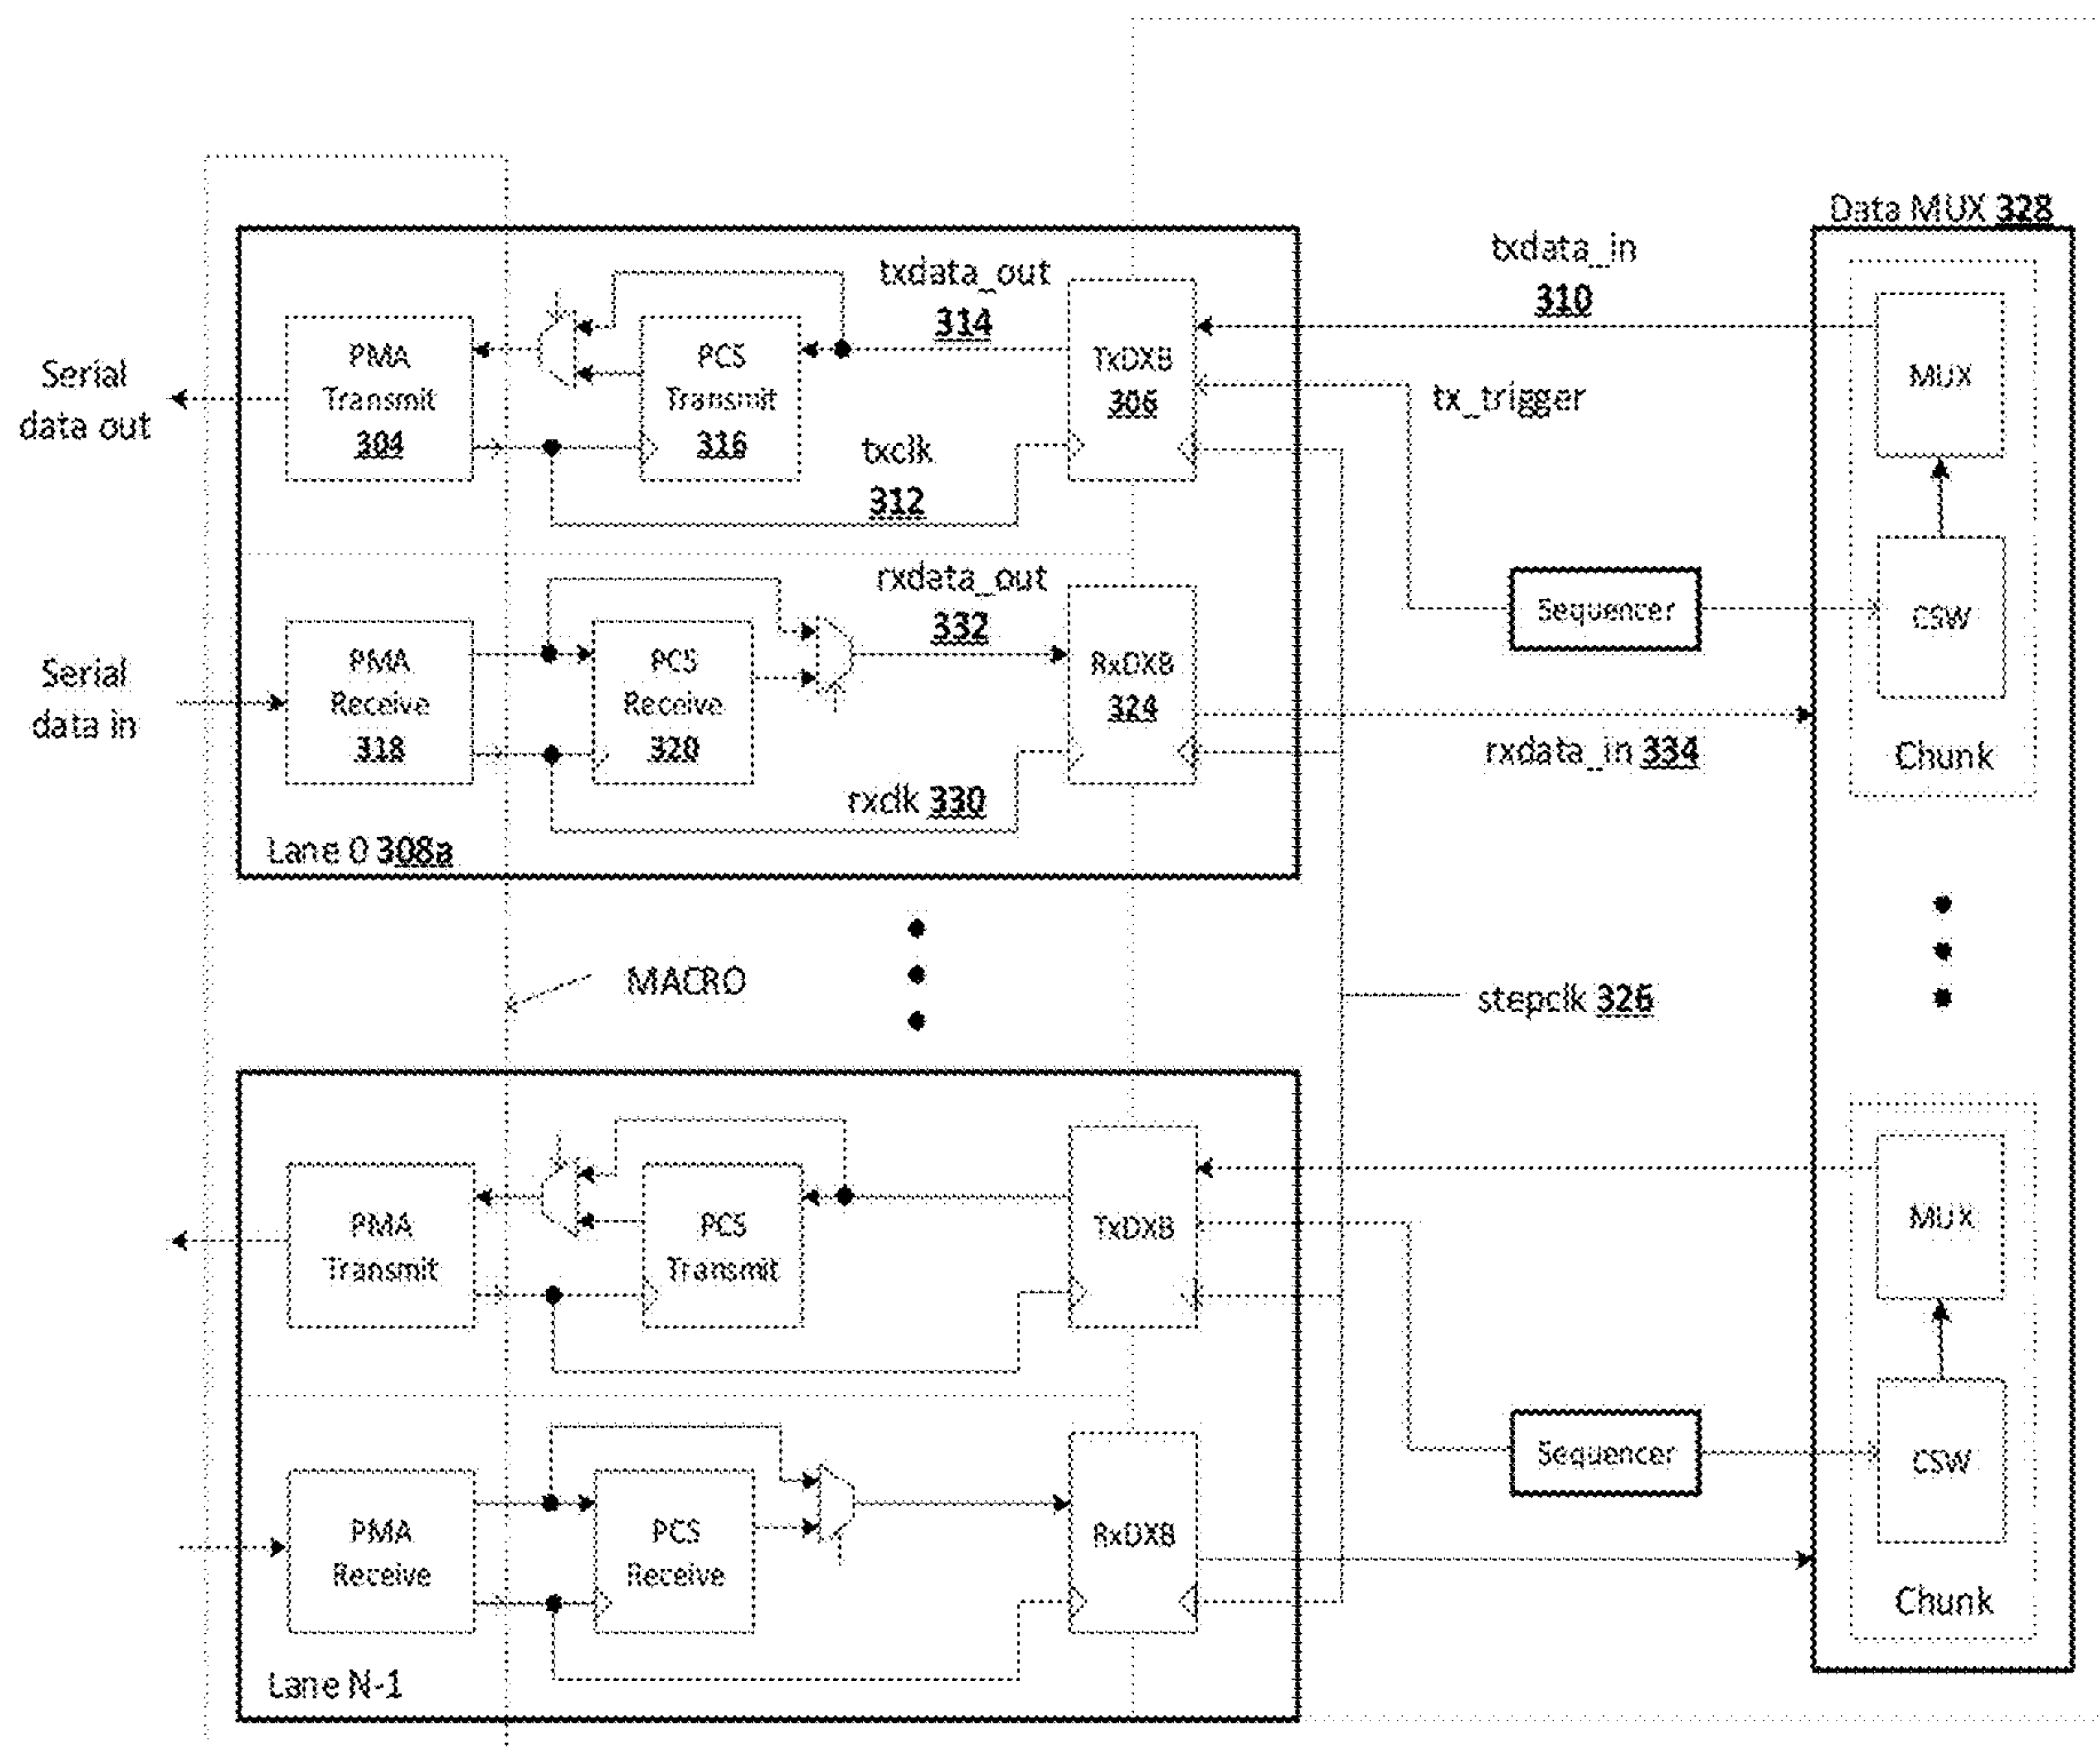 Data MUX 328
txdata_in
310
txdata_out
314
PMA
Transmit
304
PCS
Transmit
316
TxDXB
306
MUX
Serial
data out
tx_trigger
txclk
312
rxdata_out
332
Sequencer
CSW
PMA
Receive
318
PCS
Receive
320
RxDXB
324
Serial
data in
rxdata_in 334
Chunk
rxclk 330
Lane 0 308a
MACRO
stepclk 326
PMA
Transmit
PCS
Transmit
TxDXB
MUX
Sequencer
CSW
PMA
Receive
PCS
Receive
RxDXB
Chunk
Lane N-1